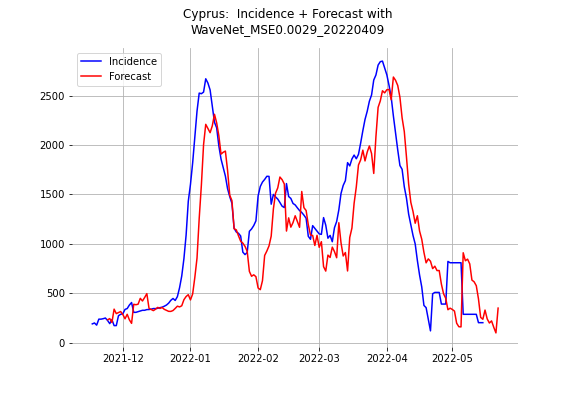 Cyprus:  Incidence + Forecast with
WaveNet_MSE0.0029_20220409
Incidence
Forecast
2500
2000
1500
1000
500
0
2021-12 2022-01 2022-02 2022-03 2022-04 2022-05